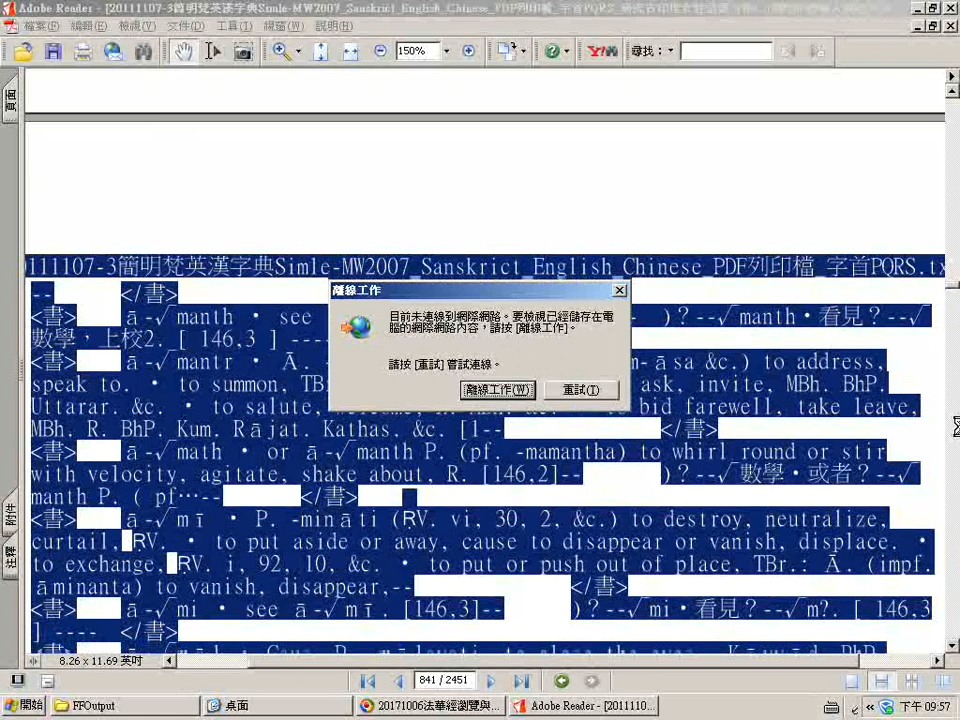 Adobe Reader - [20111107-3簡明梵英漢字典Simle-MW2007_Sanskrict_English_Chinese_PDF列印檔_字首PQRS
檔案(F) 編輯(E) 檢視(V) 文件(D) 工具(T) 視窗(W) 說明(H)
150% Y! 尋找:
頁面
0111107-3簡明梵英漢字典Simle-MW2007_Sanskrict_English_Chinese_PDF列印檔_字首PQRS.tx
-- </書>
<書> ā-√manth • see )?--√manth•看見?--√
數學，上校2. [ 146,3 ] ----
<書> ā-√mantr • Ā. m-āsa &c.) to address,
speak to. • to summon, TB ask, invite, MBh. BhP.
Uttarar. &c. • to salute, bid farewell, take leave,
MBh. R. BhP. Kum. Rājat. Kathas. &c. [1-- </書>
<書> ā-√math • or ā-√manth P. (pf. -mamantha) to whirl round or stir
with velocity, agitate, shake about, R. [146,2]-- )?--√數學•或者?--√
manth P. ( pf…-- </書>
<書> ā-√mī • P. -mināti (RV. vi, 30, 2, &c.) to destroy, neutralize,
curtail, RV. • to put aside or away, cause to disappear or vanish, displace. •
to exchange, RV. i, 92, 10, &c. • to put or push out of place, TBr.: Ā. (impf.
āminanta) to vanish, disappear,-- </書>
<書> ā-√mi • see ā-√mī. [146,3]-- )?--√mi•看見?--√m?. [ 146,3
] ---- </書>
離線工作
目前未連線到網際網路。要檢視已經儲存在電
腦的網際網路內容，請按 [離線工作]。
請按 [重試] 嘗試連線。
離線工作(W) 重試(T)
附件
注釋
8.26 x 11.69 英吋
841 / 2451
開始 FFOutput 桌面 20171006法華經瀏覽與... Adobe Reader - [2011110... 下午 09:57